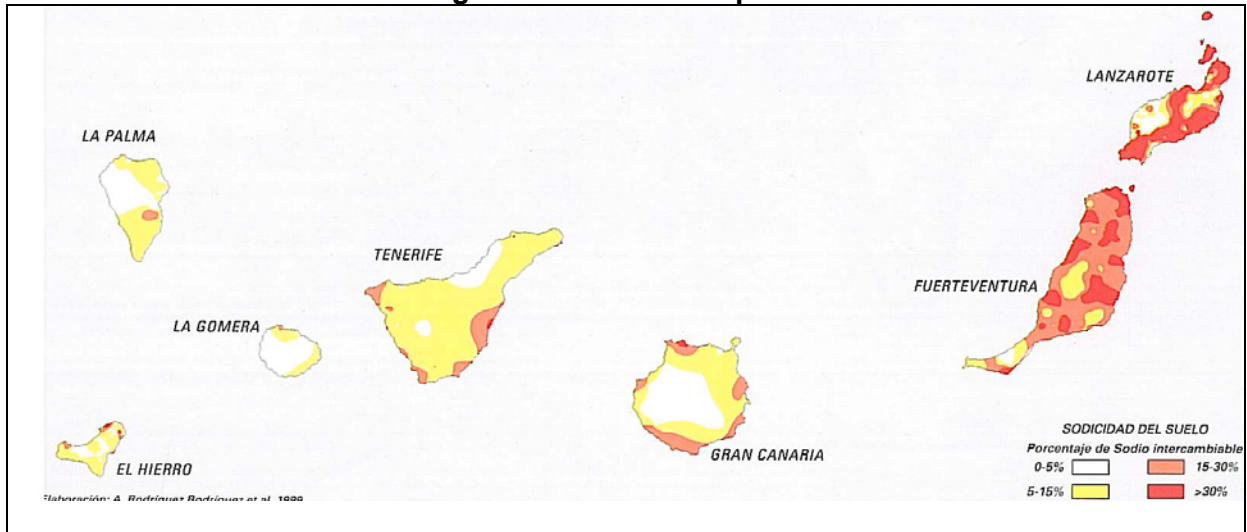 LANZAROTE
LA PALMA
TENERIFE
FUERTEVENTURA
LA GOMERA
SODICIDAD DEL SUELO
Porcentaje de Sodio intercambiable
GRAN CANARIA
0-5% 15-30%
EL HIERRO
5-15% >30%
Elaboración: A. Rodríguez Rodríguez et al. 1999